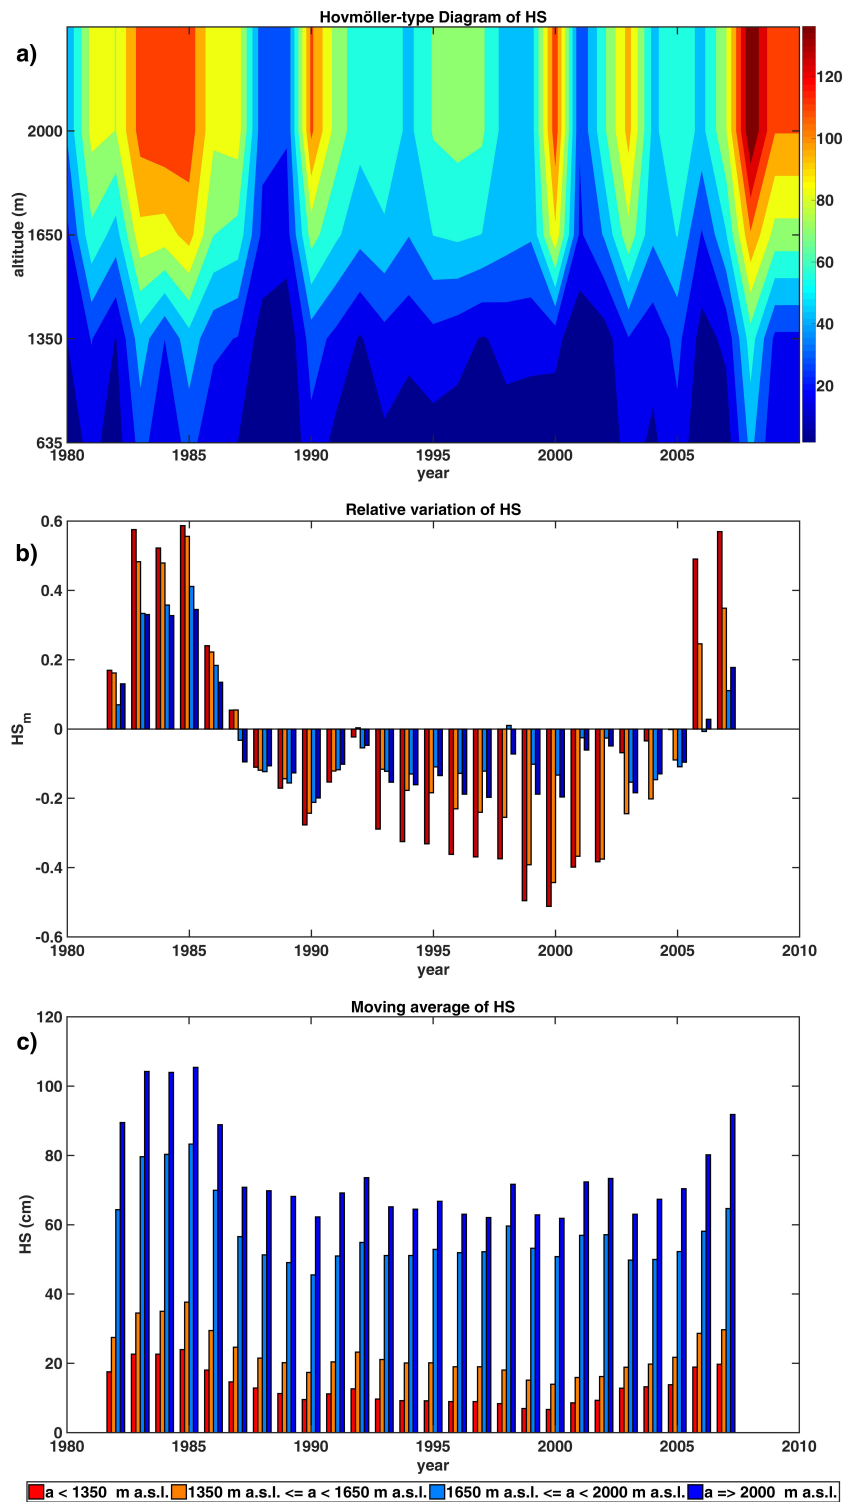 Hovmöller-type Diagram of HS
a)
altitude (m)
2000
1650
1350
635
120
100
80
60
40
20
1980 1985 1990 1995 2000 2005
year
Relative variation of HS
b)
HSm
0.6
0.4
0.2
0
-0.2
-0.4
-0.6
1980 1985 1990 1995 2000 2005 2010
year
Moving average of HS
c)
HS (cm)
120
100
80
60
40
20
0
1980 1985 1990 1995 2000 2005 2010
year
a < 1350 m a.s.l. 1350 m a.s.l. <= a < 1650 m a.s.l. 1650 m a.s.l. <= a < 2000 m a.s.l. a => 2000 m a.s.l.